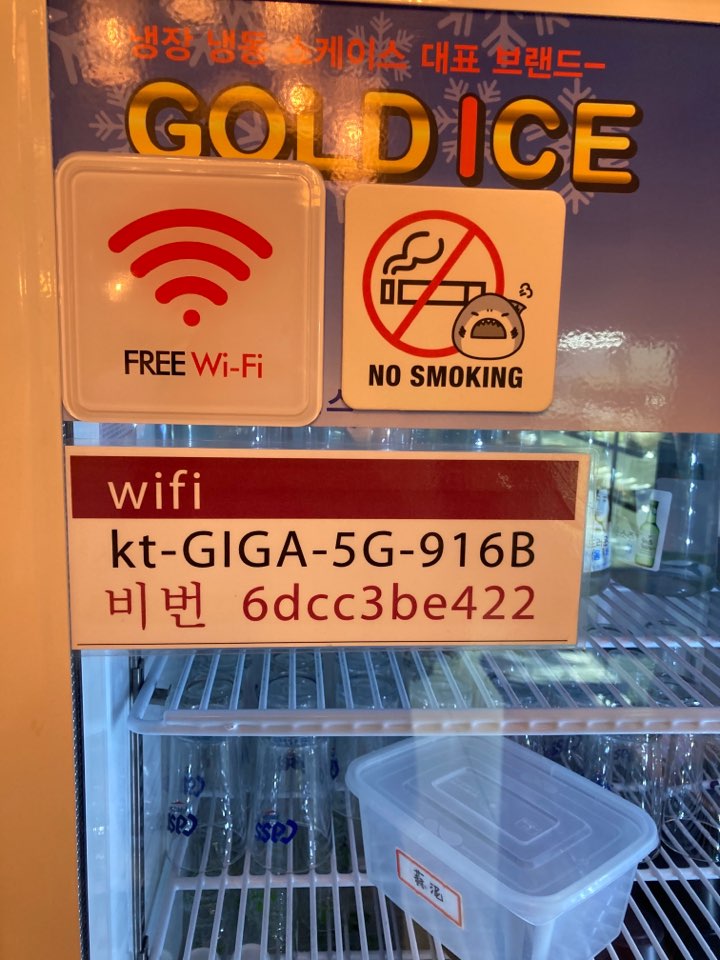 냉장 냉동 쇼케이스 대표 브랜드-
GOLD ICE
FREE Wi-Fi
NO SMOKING
wifi
kt-GIGA-5G-916B
비번 6dcc3be422
Cass